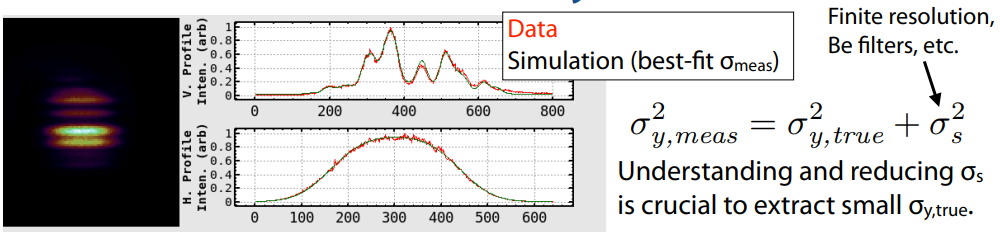 V. Profile
Inten. (arb)
1
0.8
0.6
0.4
0.2
0
0 200 400 600 800
H. Profile
Inten. (arb)
1
0.8
0.6
0.4
0.2
0
0 100 200 300 400 500 600
Data
Simulation (best-fit σmeas)
Finite resolution,
Be filters, etc.
σ²y,meas = σ²y,true + σ²s
Understanding and reducing σs
is crucial to extract small σy,true.